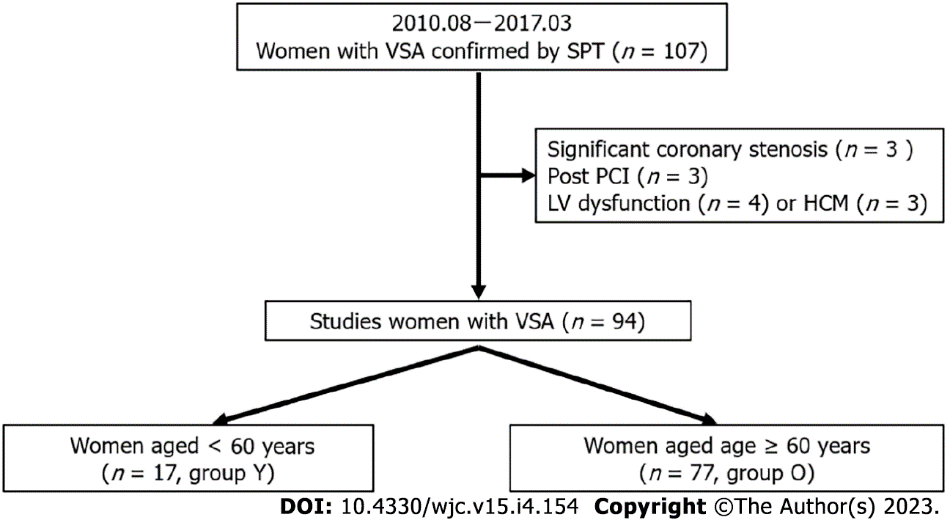 2010.08－2017.03
Women with VSA confirmed by SPT (n = 107)
Significant coronary stenosis (n = 3 )
Post PCI (n = 3)
LV dysfunction (n = 4) or HCM (n = 3)
Studies women with VSA (n = 94)
Women aged < 60 years
(n = 17, group Y)
Women aged age ≥ 60 years
(n = 77, group O)
DOI: 10.4330/wjc.v15.i4.154 Copyright ©The Author(s) 2023.